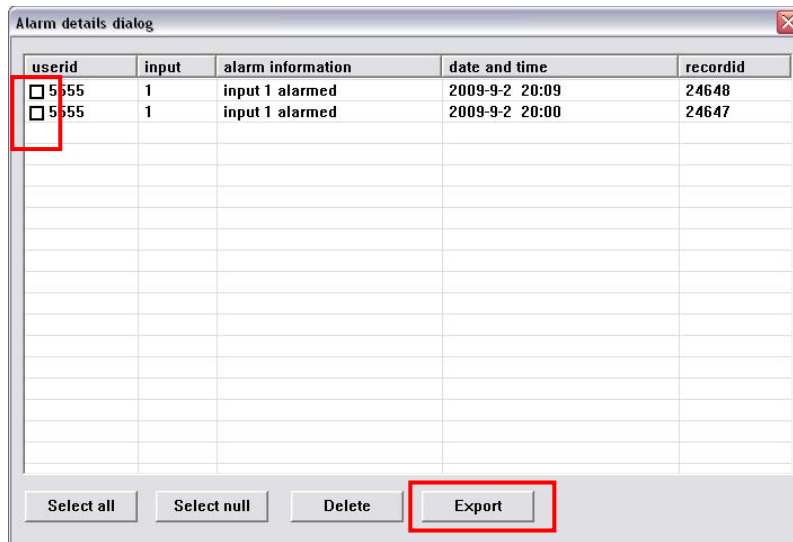 Alarm details dialog
userid input alarm information date and time recordid
5555 1 input 1 alarmed 2009-9-2 20:09 24648
5555 1 input 1 alarmed 2009-9-2 20:00 24647
Select all Select null Delete Export